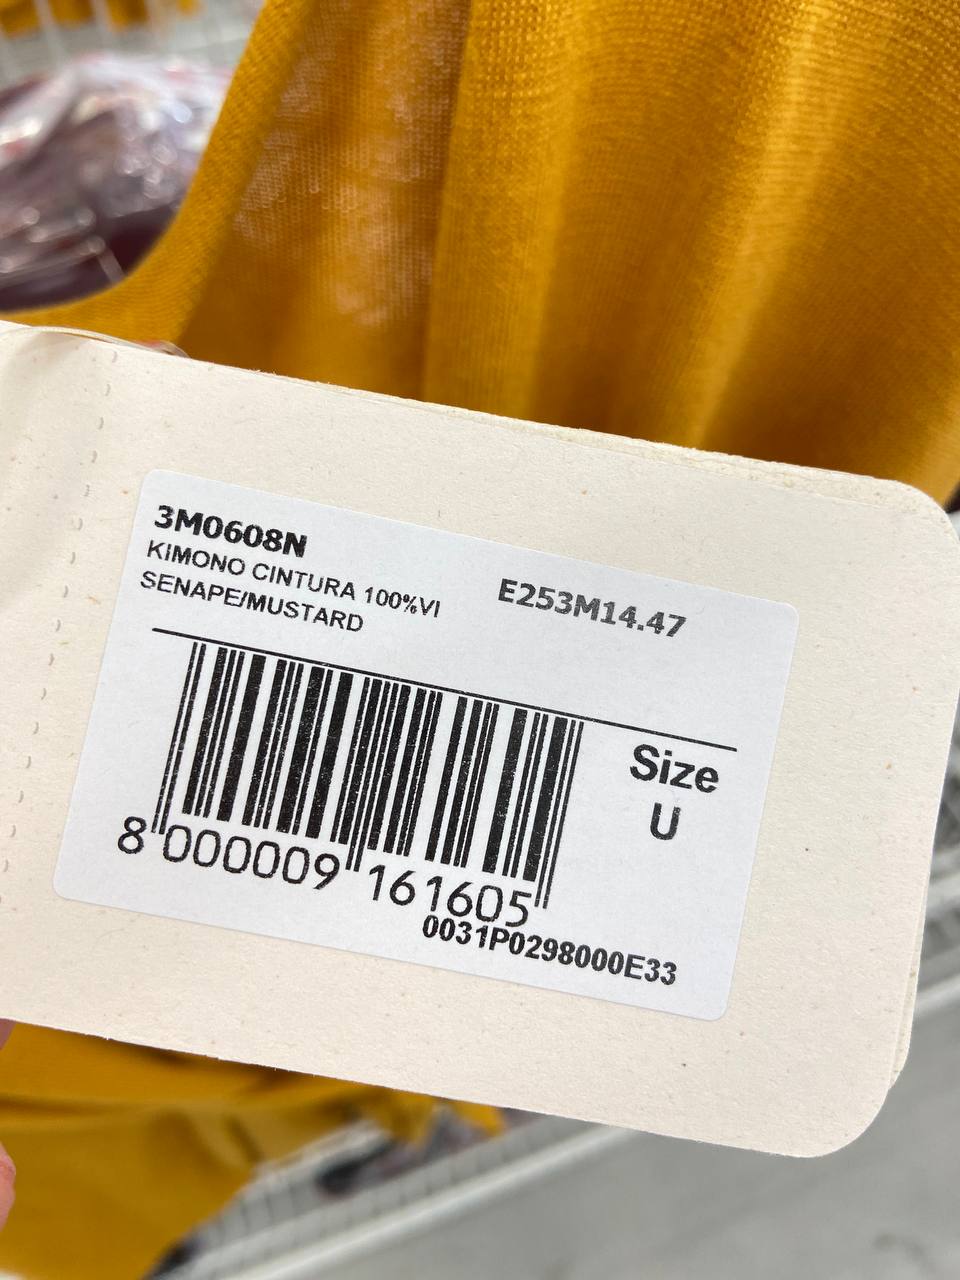 3M0608N
KIMONO CINTURA 100%VI
SENAPE/MUSTARD
E253M14.47
Size
U
8 000009 161605
0031P0298000E33